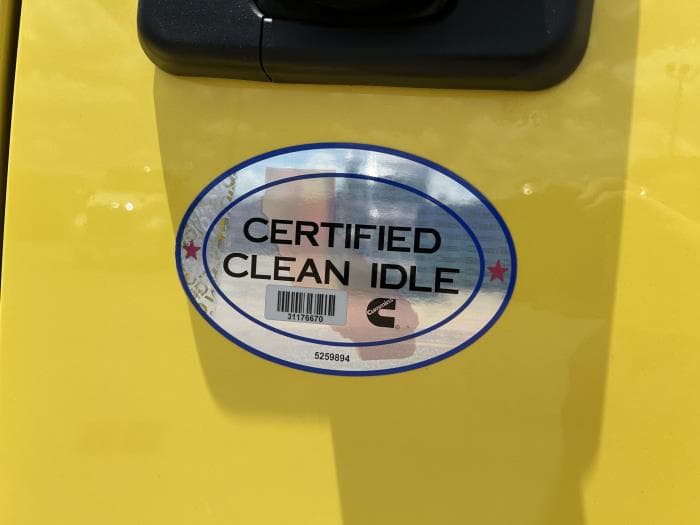 CERTIFIED
CLEAN IDLE
31176670
Cummins
5259894